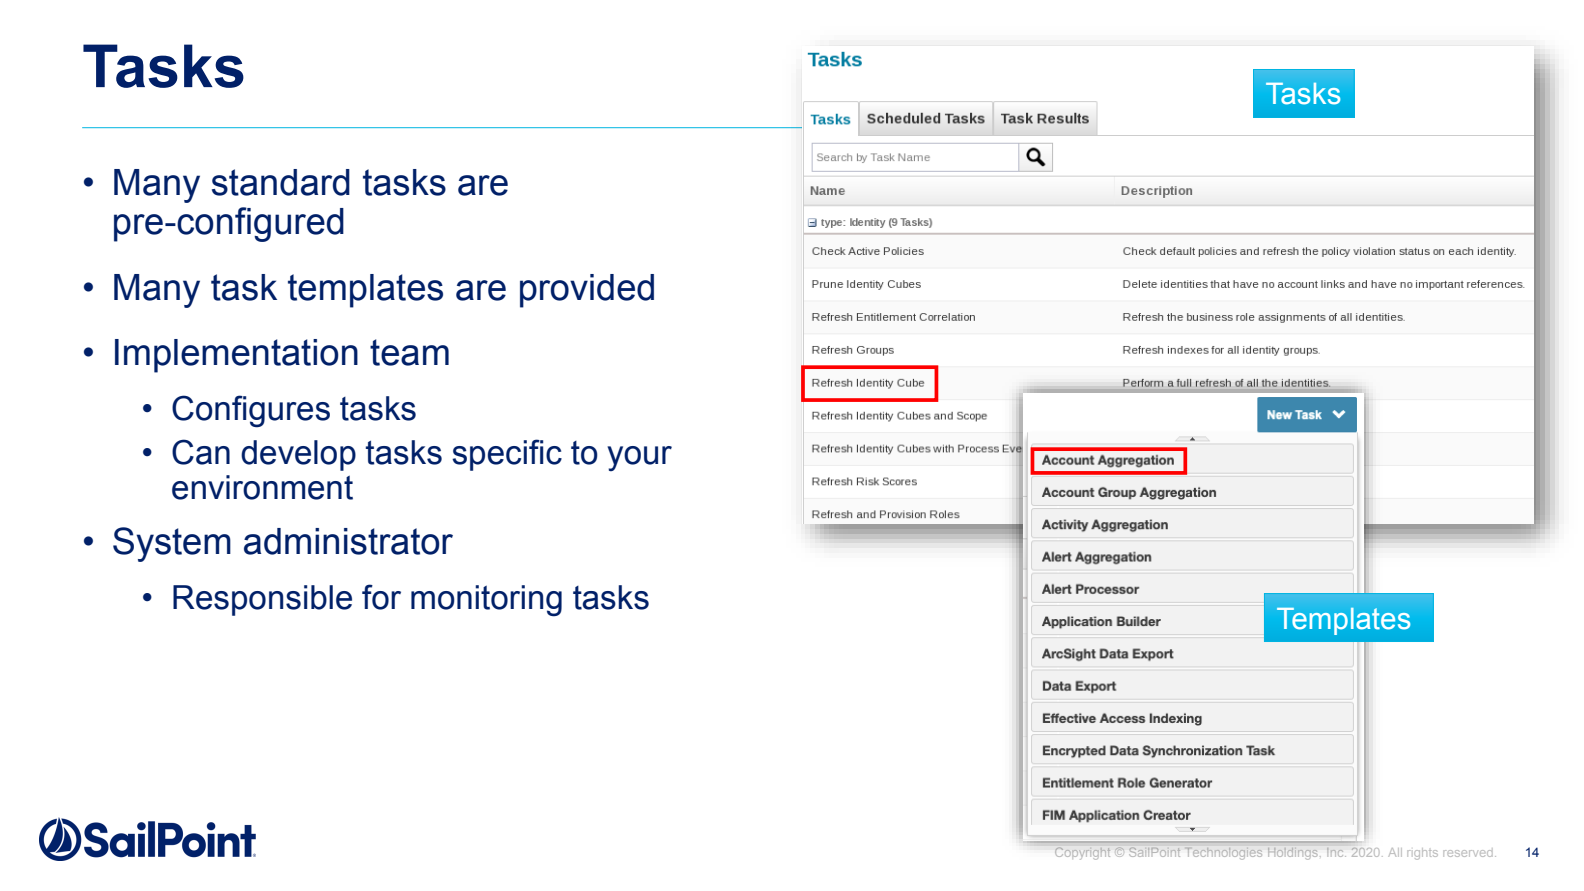 Tasks
• Many standard tasks are
pre-configured
• Many task templates are provided
• Implementation team
• Configures tasks
• Can develop tasks specific to your
environment
• System administrator
• Responsible for monitoring tasks
Tasks
Tasks
Tasks Scheduled Tasks Task Results
Search by Task Name
Name Description
type: Identity (9 Tasks)
Check Active Policies Check default policies and refresh the policy violation status on each identity.
Prune Identity Cubes Delete identities that have no account links and have no important references.
Refresh Entitlement Correlation Refresh the business role assignments of all identities.
Refresh Groups Refresh indexes for all identity groups.
Refresh Identity Cube Perform a full refresh of all the identities.
Refresh Identity Cubes and Scope
Refresh Identity Cubes with Process Eve
Refresh Risk Scores
Refresh and Provision Roles
New Task
Account Aggregation
Account Group Aggregation
Activity Aggregation
Alert Aggregation
Alert Processor
Application Builder
ArcSight Data Export
Data Export
Effective Access Indexing
Encrypted Data Synchronization Task
Entitlement Role Generator
FIM Application Creator
Templates
SailPoint
Copyright © SailPoint Technologies Holdings, Inc. 2020. All rights reserved. 14